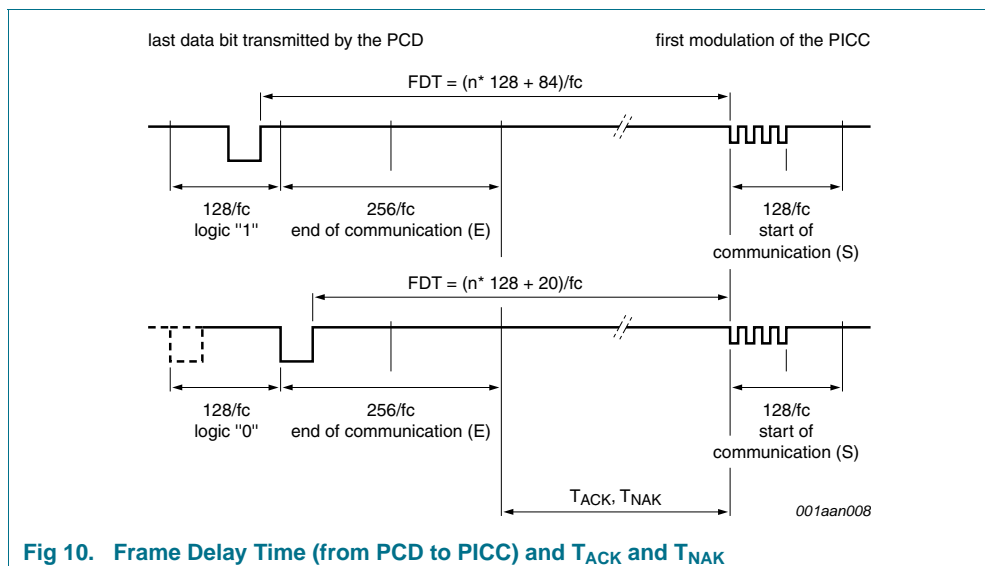 last data bit transmitted by the PCD
first modulation of the PICC
FDT = (n* 128 + 84)/fc
128/fc
logic "1"
256/fc
end of communication (E)
128/fc
start of
communication (S)
FDT = (n* 128 + 20)/fc
128/fc
logic "0"
256/fc
end of communication (E)
128/fc
start of
communication (S)
TACK, TNAK
001aan008
Fig 10. Frame Delay Time (from PCD to PICC) and TACK and TNAK